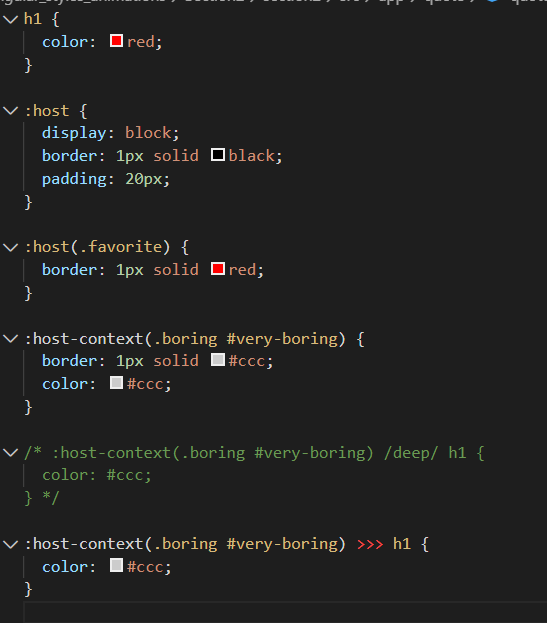 h1 {
color: red;
}
:host {
display: block;
border: 1px solid black;
padding: 20px;
}
:host(.favorite) {
border: 1px solid red;
}
:host-context(.boring #very-boring) {
border: 1px solid #ccc;
color: #ccc;
}
/* :host-context(.boring #very-boring) /deep/ h1 {
color: #ccc;
} */
:host-context(.boring #very-boring) >>> h1 {
color: #ccc;
}